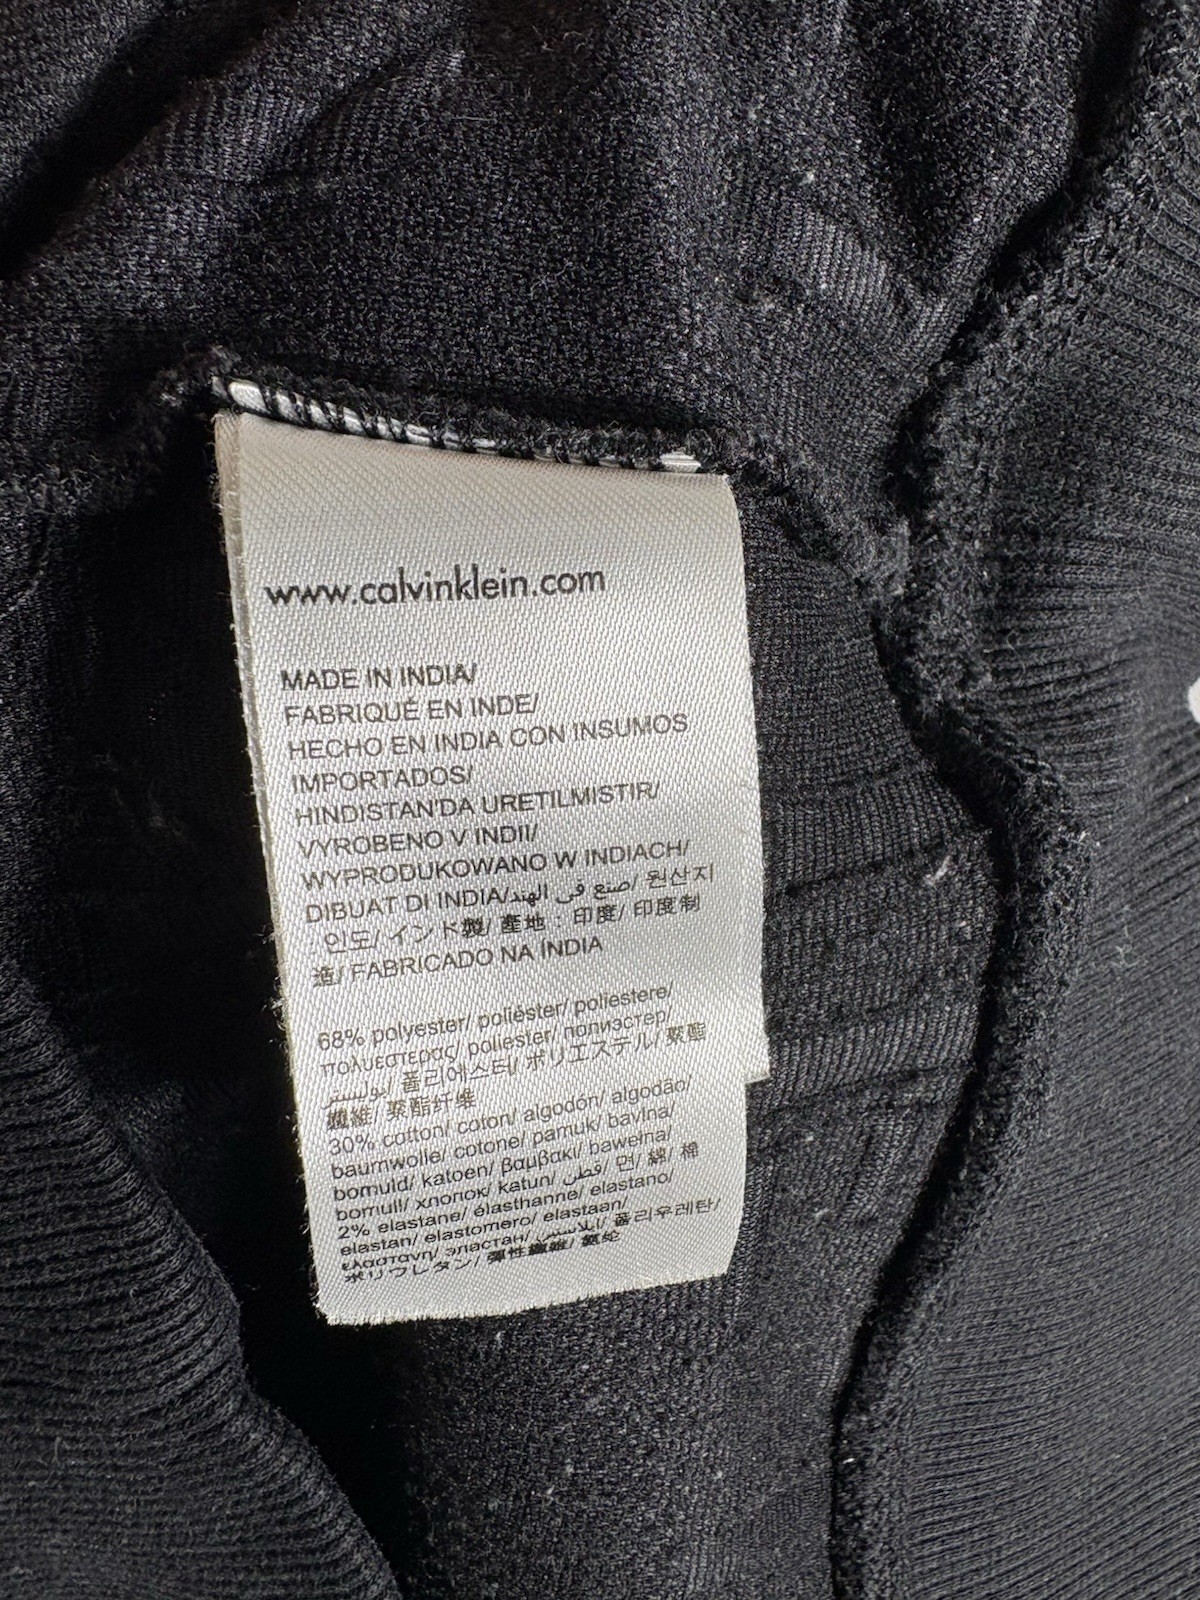 www.calvinklein.com
MADE IN INDIA/
FABRIQUÉ EN INDE/
HECHO EN INDIA CON INSUMOS
IMPORTADOS/
HINDISTAN'DA URETILMISTIR/
VYROBENO V INDII/
WYPRODUKOWANO W INDIACH/
DIBUAT DI INDIA/صنع في الهند/ 원산지
: 인도/ インド製/ 產地 : 印度/ 印度制
造/ FABRICADO NA ÍNDIA
68% polyester/ poliéster/ poliestere/
πολυεστερας/ poliester/ полиэстер/
بوليستر/ 폴리에스터/ ポリエステル/ 聚酯
纖維/ 聚酯纤维
30% cotton/ coton/ algodón/ algodão/
baumwolle/ cotone/ pamuk/ bavlna/
bomuld/ katoen/ βαμβακι/ bawełna/
bomull/ хлопок/ katun/ قطن/ 면/ 綿/ 棉
2% elastane/ élasthanne/ elastano/
elastan/ elastomero/ elastaan/
ελαστανη/ эластан/ ايلاستين/ 폴리우레탄/
ポリウレタン/ 彈性纖維/ 氨纶